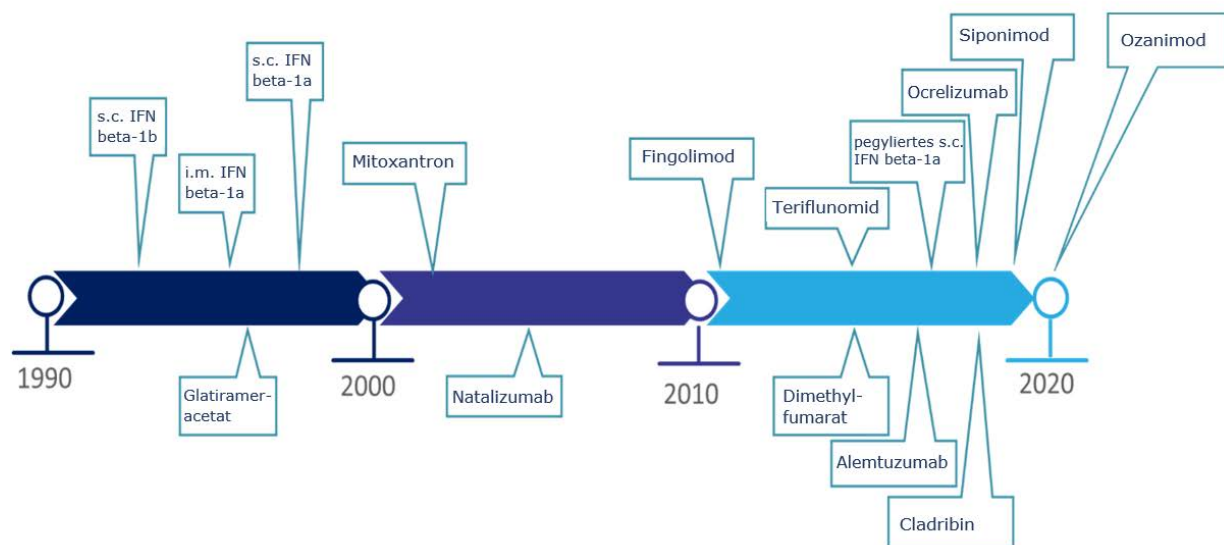 s.c. IFN
beta-1b
i.m. IFN
beta-1a
s.c. IFN
beta-1a
Mitoxantron
Fingolimod
Teriflunomid
pegyliertes s.c.
IFN beta-1a
Ocrelizumab
Siponimod
Ozanimod
1990
2000
2010
2020
Glatiramer-
acetat
Natalizumab
Dimethyl-
fumarat
Alemtuzumab
Cladribin